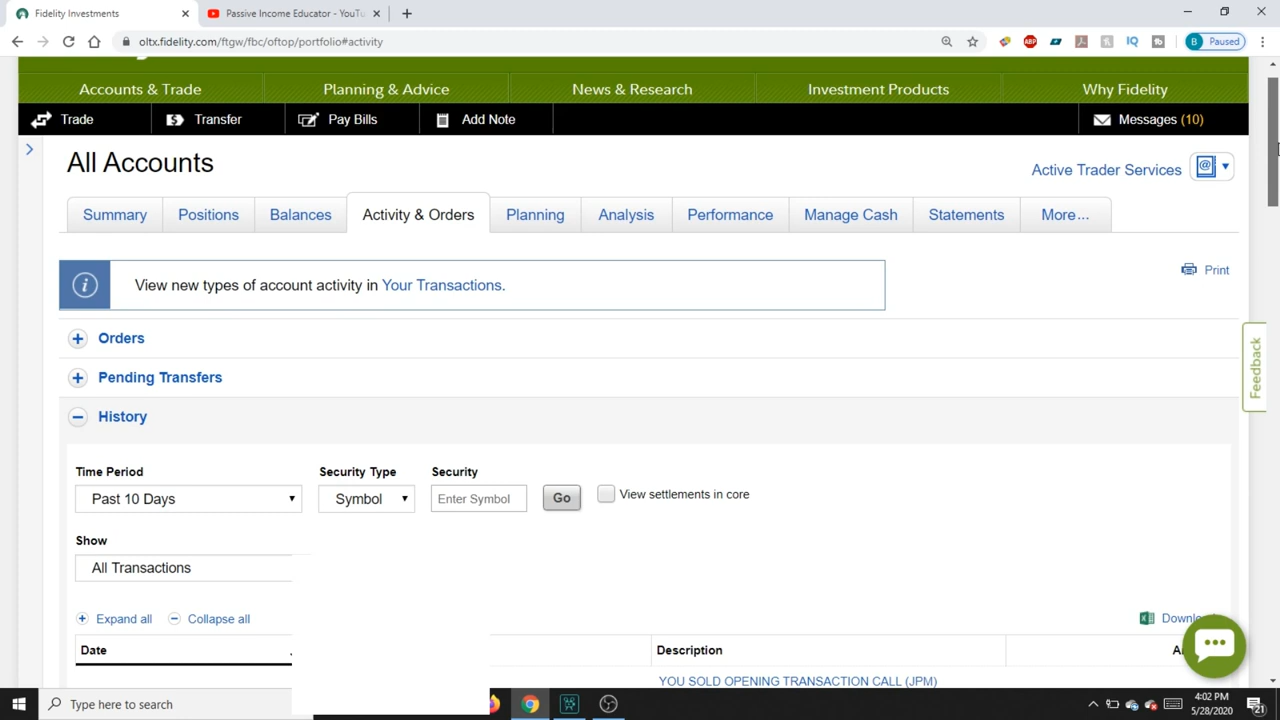 Fidelity Investments
Passive Income Educator - YouTu
oltx.fidelity.com/ftgw/fbc/oftop/portfolio#activity
ABP
IQ
B Paused
Accounts & Trade Planning & Advice News & Research Investment Products Why Fidelity
Trade Transfer Pay Bills Add Note Messages (10)
All Accounts
Active Trader Services
Summary Positions Balances Activity & Orders Planning Analysis Performance Manage Cash Statements More...
View new types of account activity in Your Transactions.
Print
Orders
Feedback
Pending Transfers
History
Time Period Security Type Security
Past 10 Days Symbol Enter Symbol Go View settlements in core
Show
All Transactions
Expand all Collapse all
Date Description
YOU SOLD OPENING TRANSACTION CALL (JPM)
Type here to search
4:02 PM
5/28/2020
21